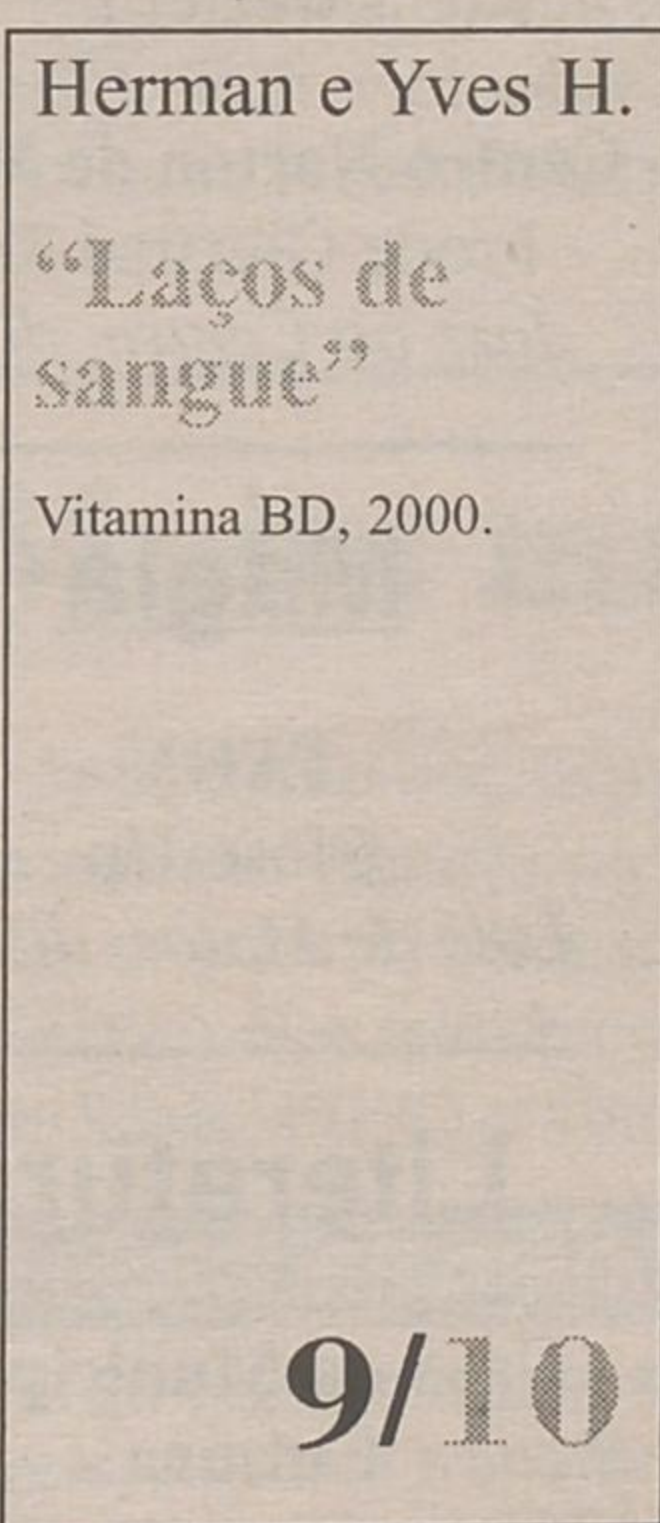 Herman e Yves H.
“Laços de
sangue”
Vitamina BD, 2000.
9/10